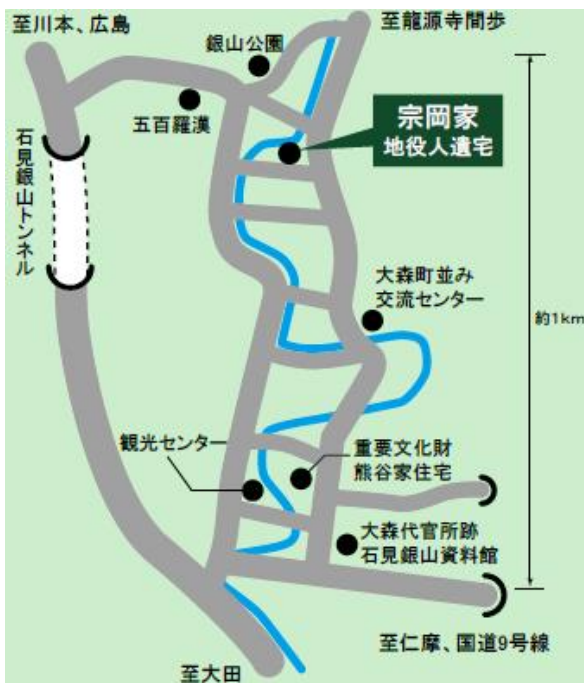 至川本、広島
至龍源寺間歩
銀山公園
五百羅漢
宗岡家
地役人遺宅
石見銀山トンネル
大森町並み
交流センター
約1km
観光センター
重要文化財
熊谷家住宅
大森代官所跡
石見銀山資料館
至仁摩、国道9号線
至大田